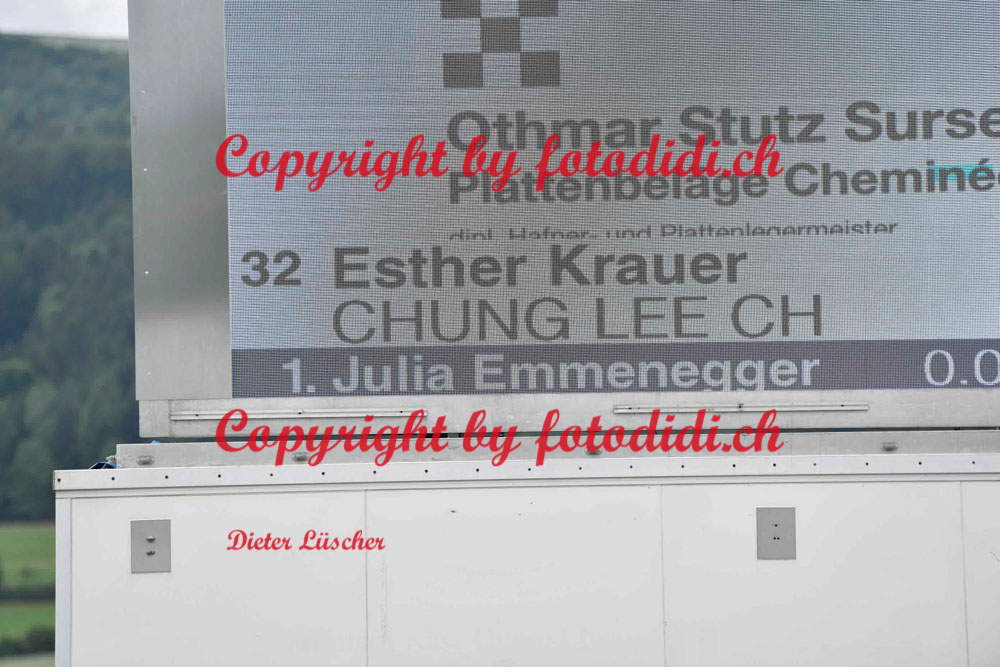 Othmar Stutz Surse
Copyright by fotodidi.ch
Plattenbeläge Cheminé
dipl. Hafner- und Plattenlegermeister
32 Esther Krauer
CHUNG LEE CH
1. Julia Emmenegger 0.0
Copyright by fotodidi.ch
Dieter Lüscher